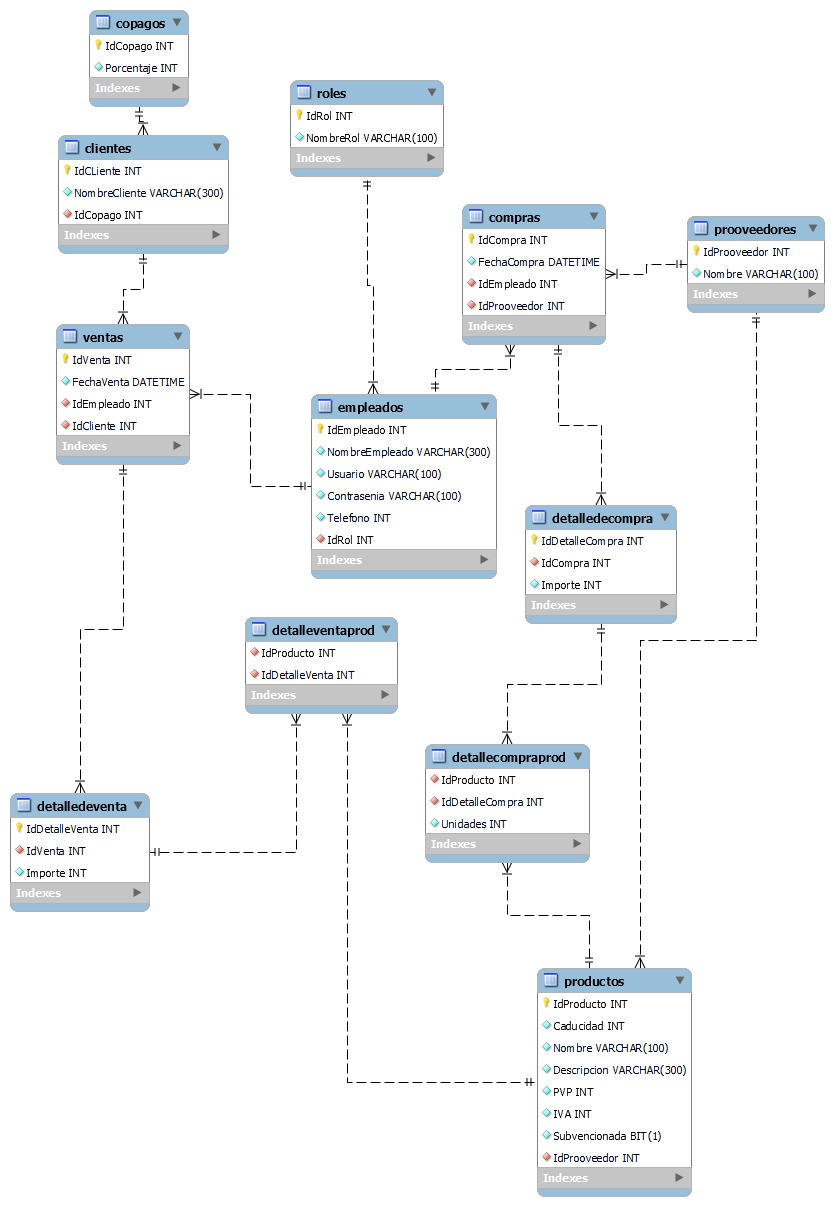 copagos
IdCopago INT
Porcentaje INT
Indexes
roles
IdRol INT
NombreRol VARCHAR(100)
Indexes
clientes
IdCLiente INT
NombreCliente VARCHAR(300)
IdCopago INT
Indexes
compras
IdCompra INT
FechaCompra DATETIME
IdEmpleado INT
IdProoveedor INT
Indexes
prooveedores
IdProoveedor INT
Nombre VARCHAR(100)
Indexes
ventas
IdVenta INT
FechaVenta DATETIME
IdEmpleado INT
IdCliente INT
Indexes
empleados
IdEmpleado INT
NombreEmpleado VARCHAR(300)
Usuario VARCHAR(100)
Contrasenia VARCHAR(100)
Telefono INT
IdRol INT
Indexes
detalledecompra
IdDetalleCompra INT
IdCompra INT
Importe INT
Indexes
detalleventaprod
IdProducto INT
IdDetalleVenta INT
Indexes
detallecompraprod
IdProducto INT
IdDetalleCompra INT
Unidades INT
Indexes
detalledeventa
IdDetalleVenta INT
IdVenta INT
Importe INT
Indexes
productos
IdProducto INT
Caducidad INT
Nombre VARCHAR(100)
Descripcion VARCHAR(300)
PVP INT
IVA INT
Subvencionada BIT(1)
IdProoveedor INT
Indexes